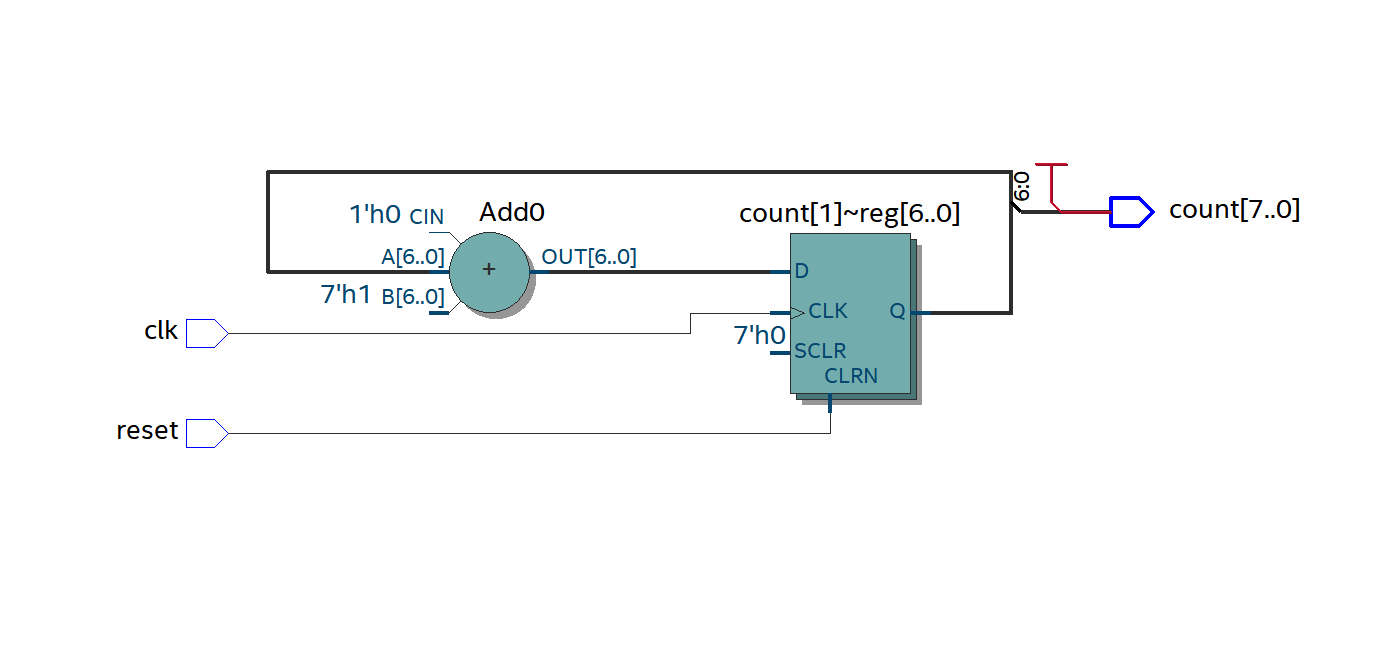 6:0
1'h0 CIN
Add0
count[1]~reg[6..0]
count[7..0]
A[6..0]
+
OUT[6..0]
D
7'h1 B[6..0]
clk
CLK
Q
7'h0
SCLR
CLRN
reset